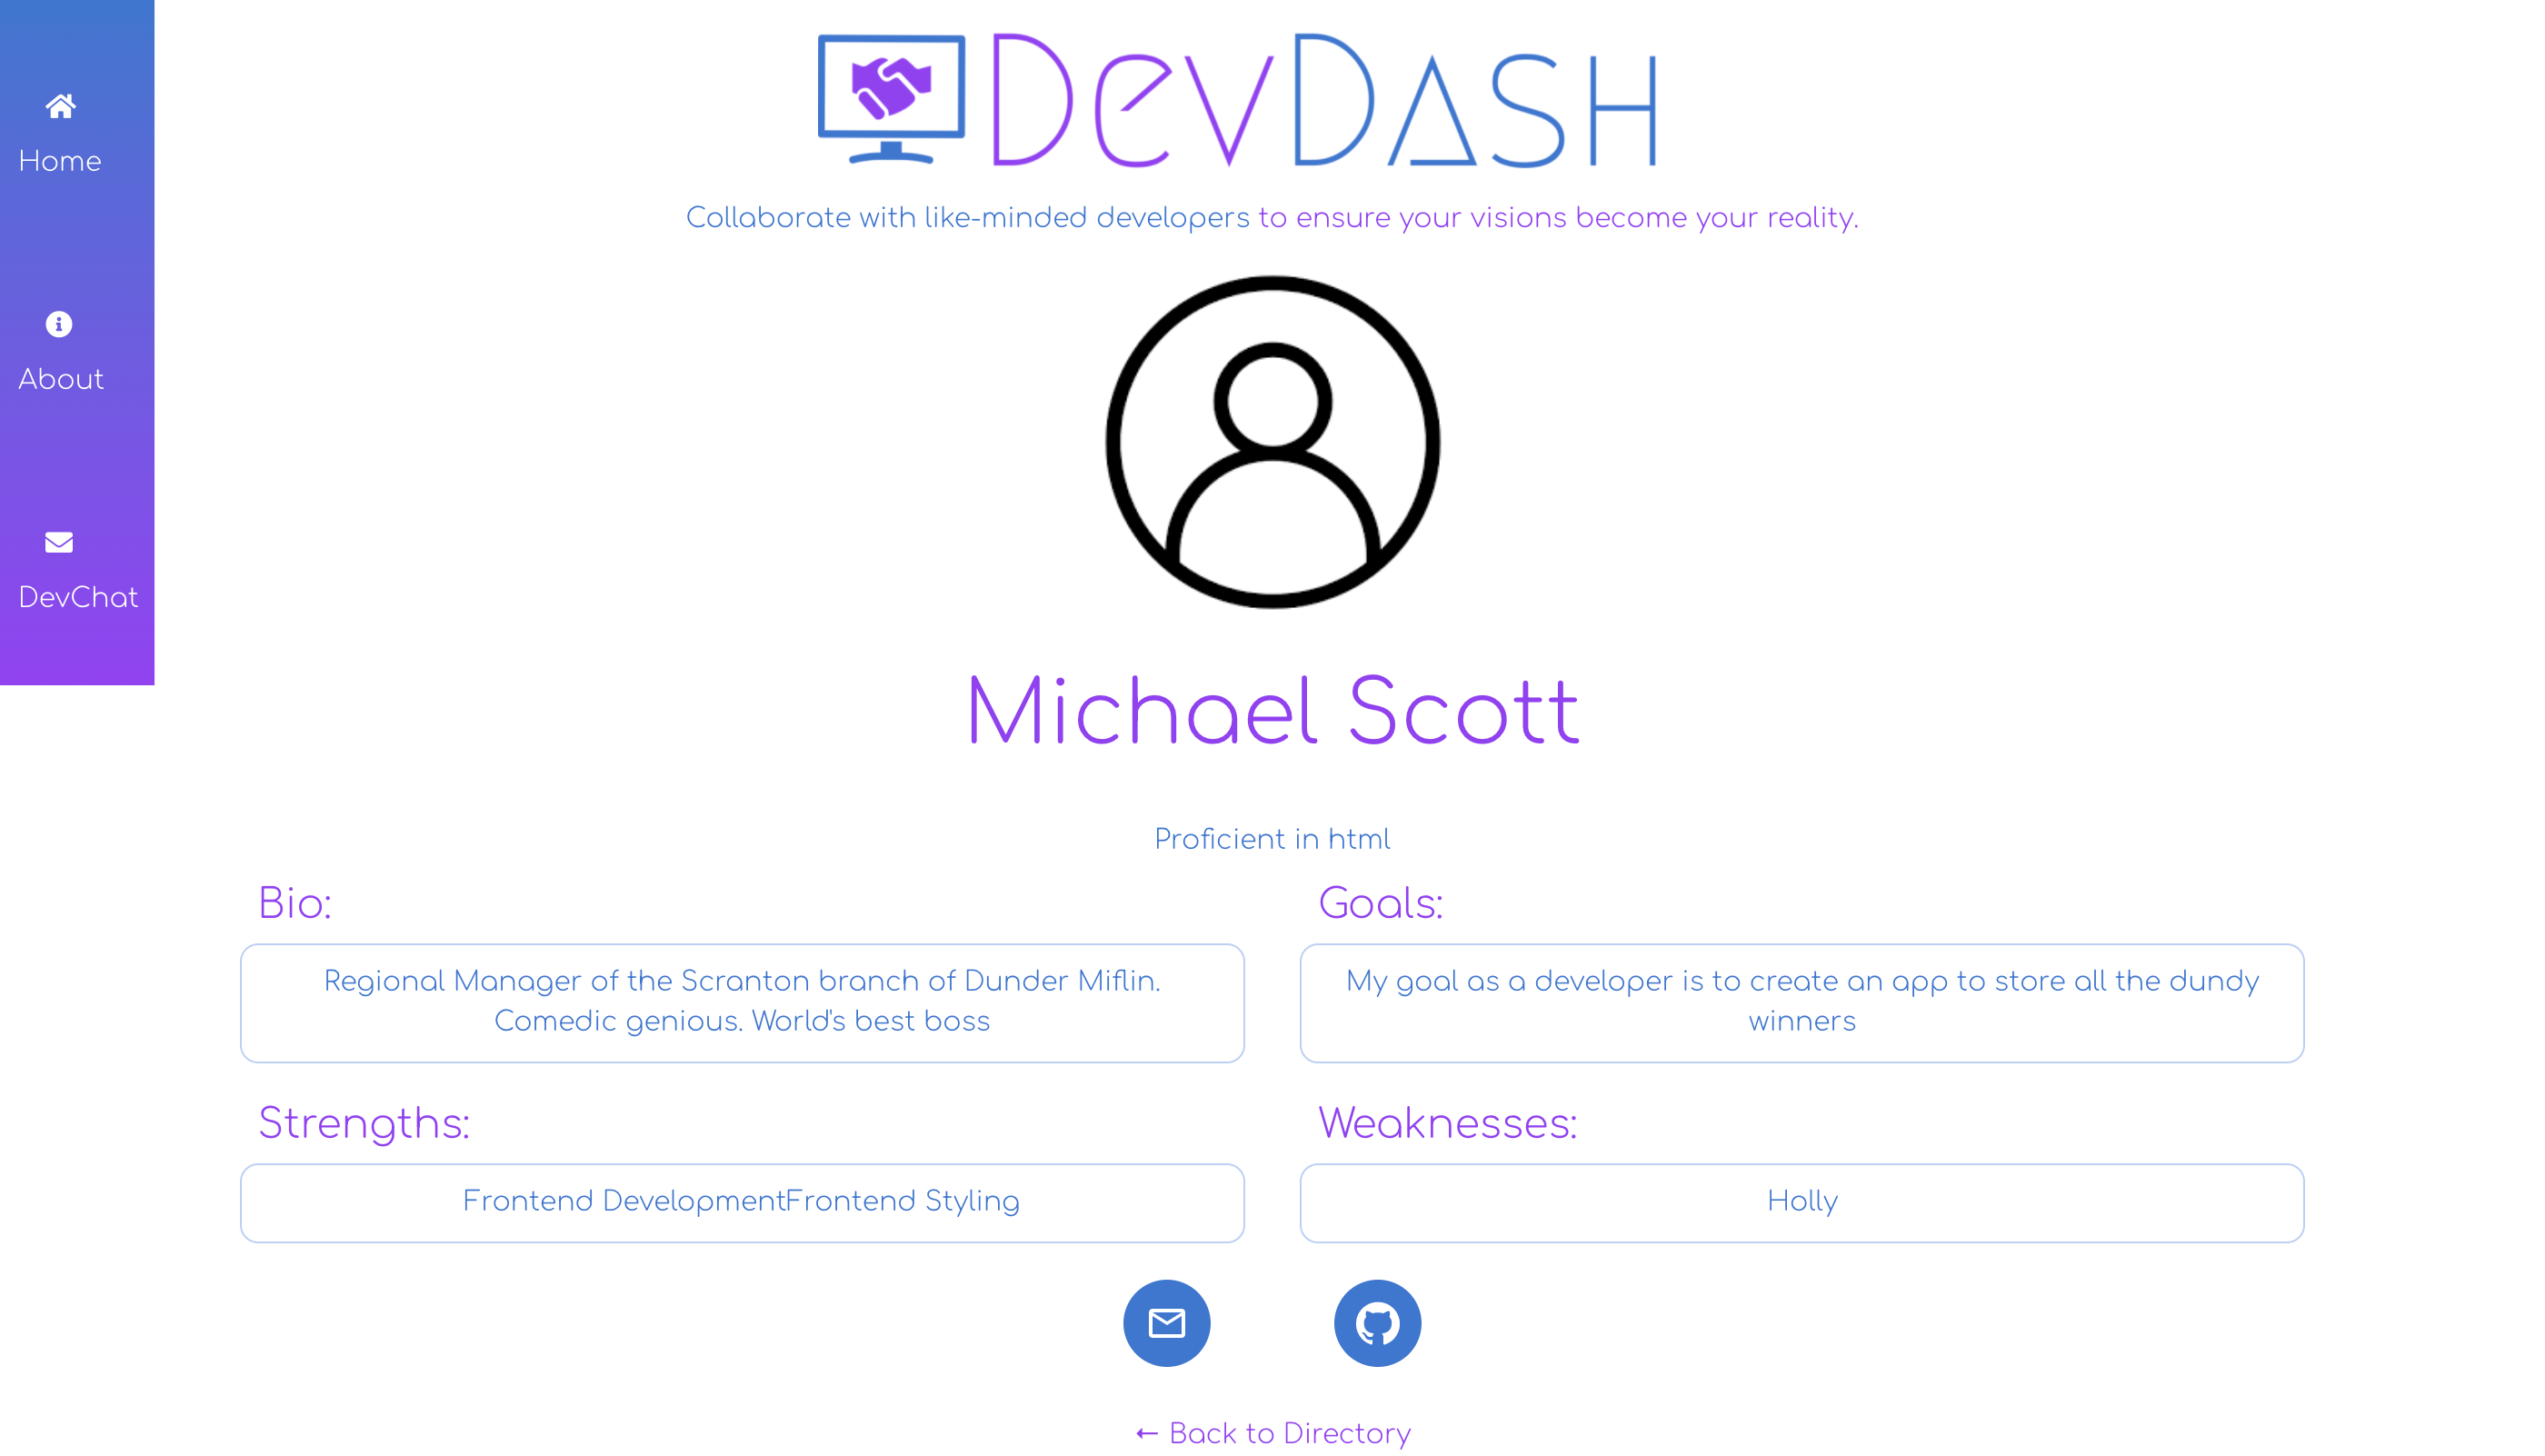 Home
About
DevChat
DevDASH
Collaborate with like-minded developers to ensure your visions become your reality.
Michael Scott
Proficient in html
Bio:
Regional Manager of the Scranton branch of Dunder Miflin.
Comedic genious. World's best boss
Goals:
My goal as a developer is to create an app to store all the dundy
winners
Strengths:
Frontend DevelopmentFrontend Styling
Weaknesses:
Holly
← Back to Directory